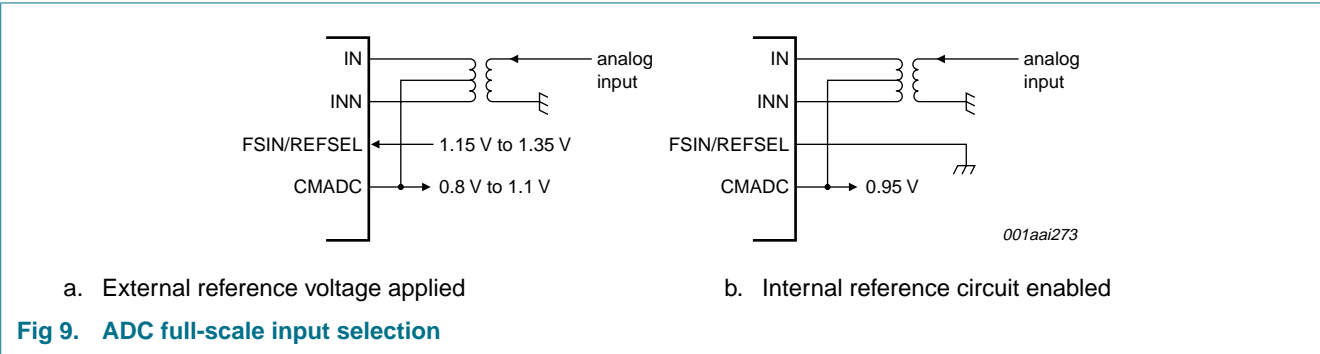 IN
analog
input
INN
FSIN/REFSEL
1.15 V to 1.35 V
CMADC
0.8 V to 1.1 V
IN
analog
input
INN
FSIN/REFSEL
CMADC
0.95 V
001aai273
a. External reference voltage applied
b. Internal reference circuit enabled
Fig 9. ADC full-scale input selection